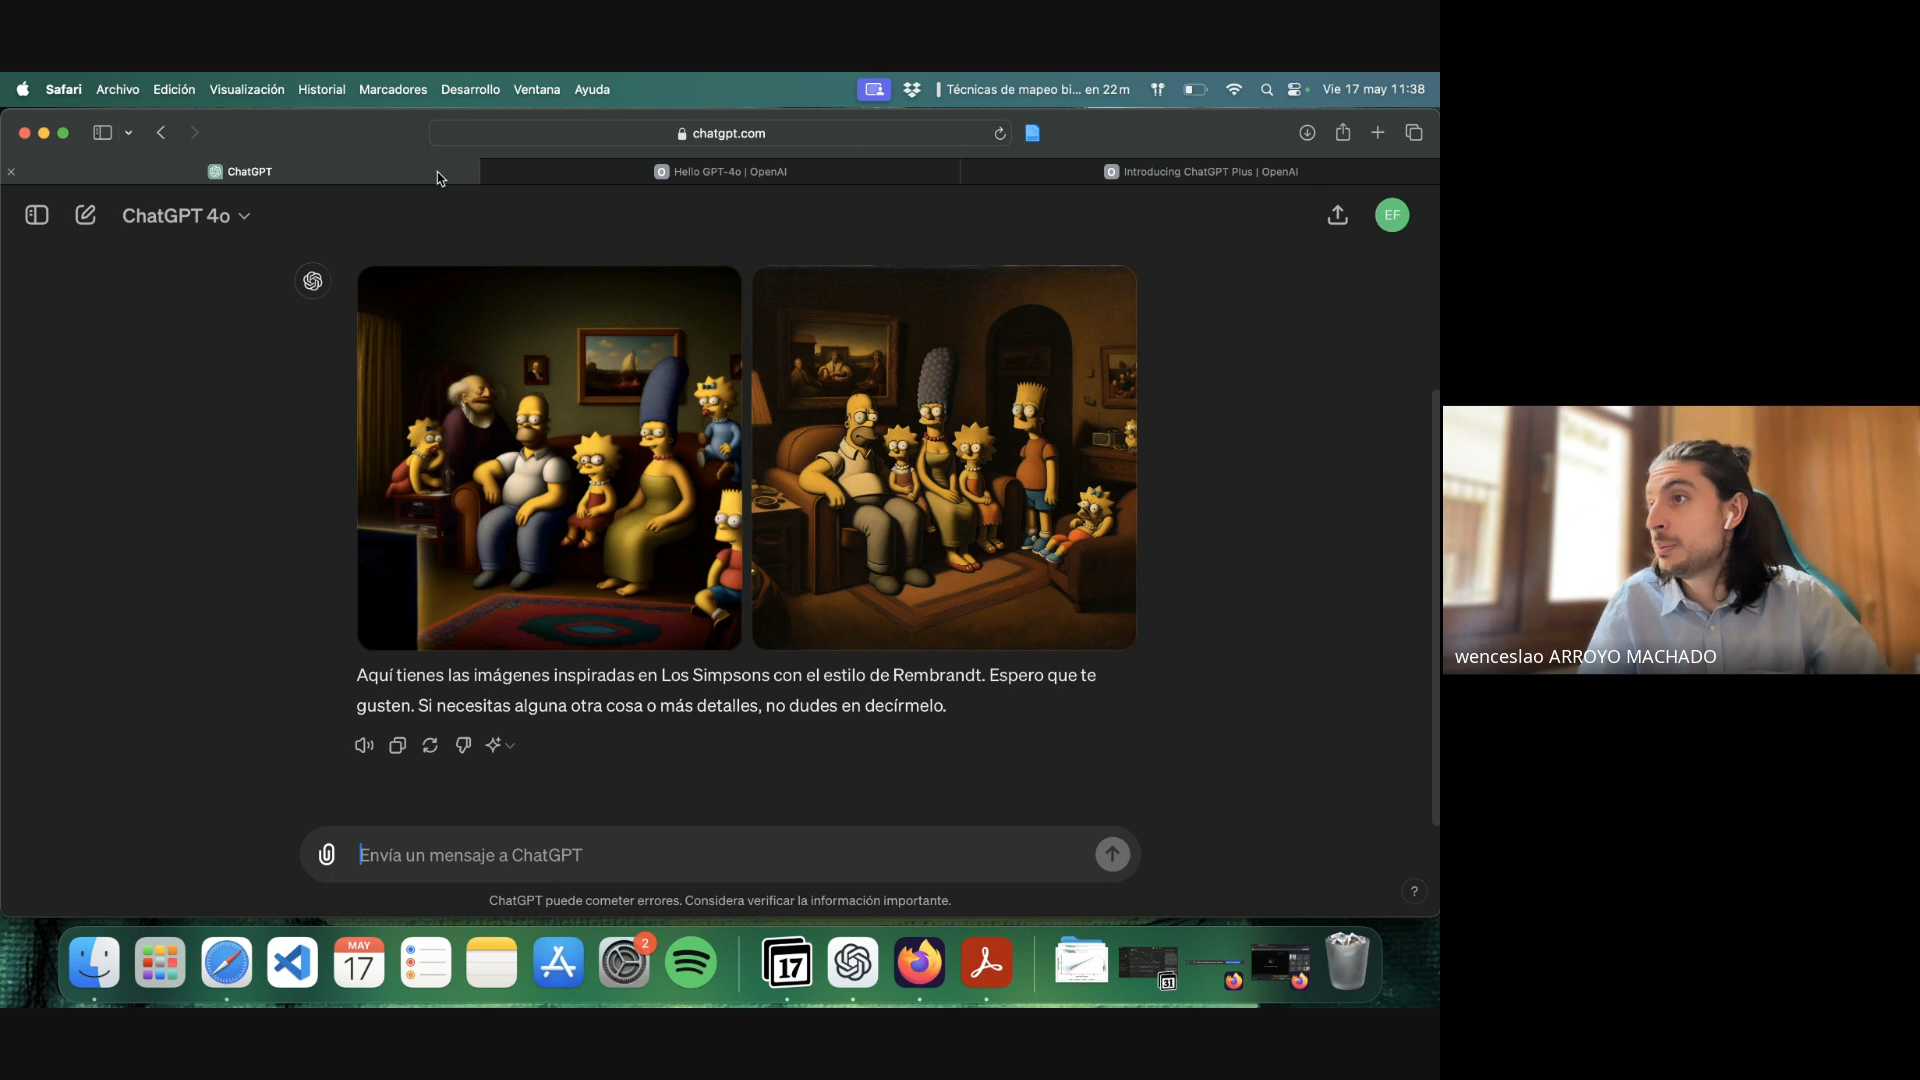 Safari Archivo Edición Visualización Historial Marcadores Desarrollo Ventana Ayuda
Técnicas de mapeo bi... en 22 m Vie 17 may 11:38
chatgpt.com
ChatGPT
Hello GPT-4o | OpenAI
Introducing ChatGPT Plus | OpenAI
ChatGPT 4o
EF
Aquí tienes las imágenes inspiradas en Los Simpsons con el estilo de Rembrandt. Espero que te
gusten. Si necesitas alguna otra cosa o más detalles, no dudes en decírmelo.
wenceslao ARROYO MACHADO
Envía un mensaje a ChatGPT
ChatGPT puede cometer errores. Considera verificar la información importante.
?
MAY
17
2
17
31